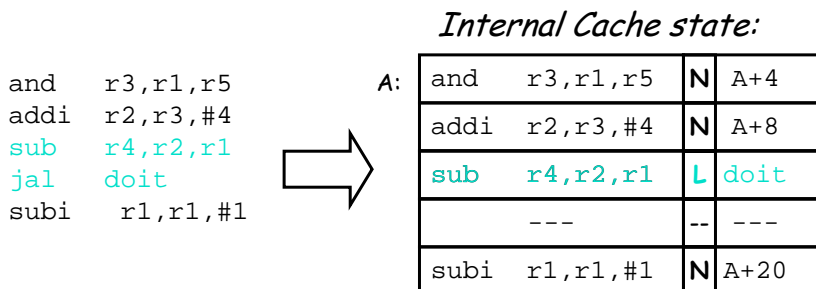 Internal Cache state:
and r3,r1,r5
addi r2,r3,#4
sub r4,r2,r1
jal doit
subi r1,r1,#1
A: and r3,r1,r5 N A+4
addi r2,r3,#4 N A+8
sub r4,r2,r1 L doit
--- -- ---
subi r1,r1,#1 N A+20